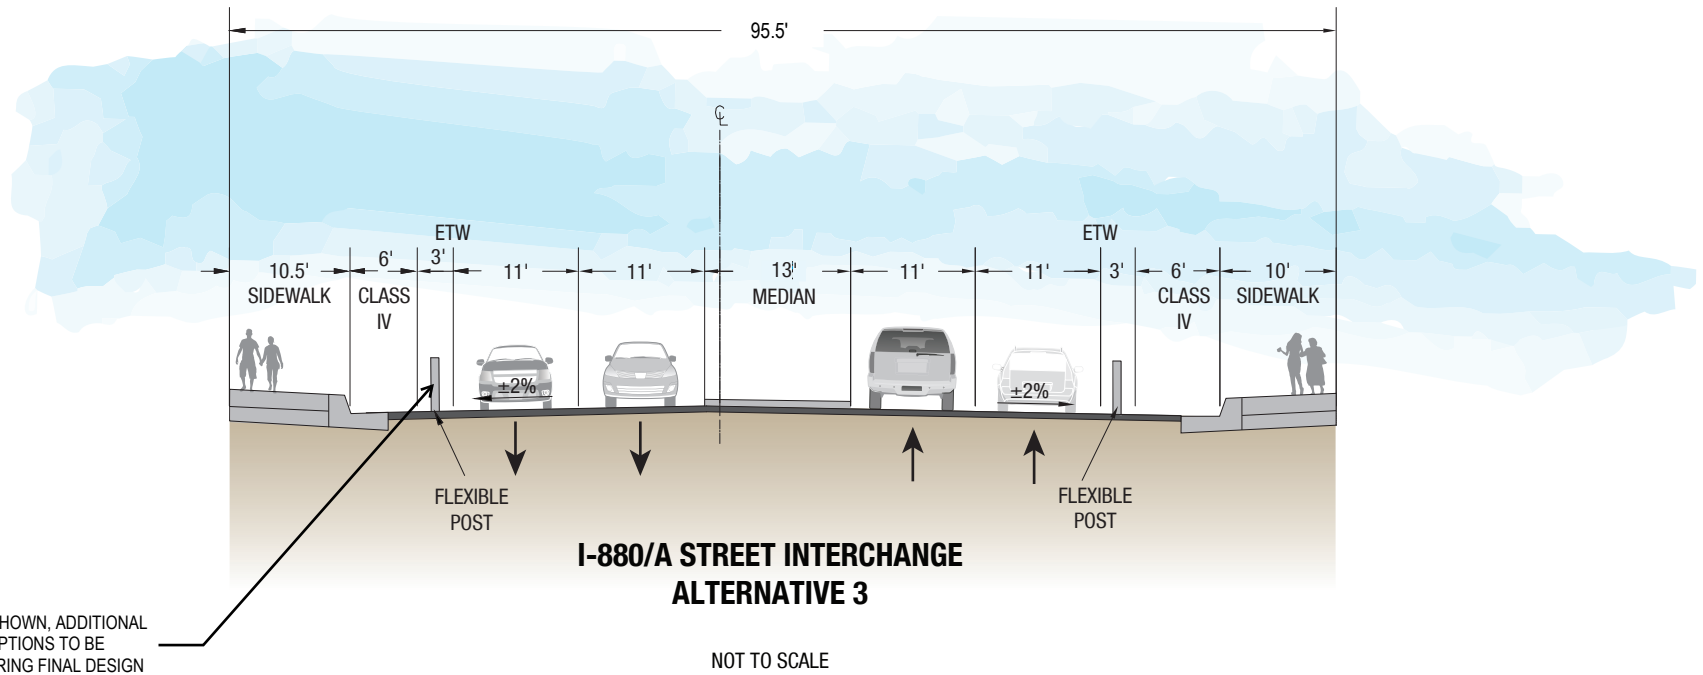 95.5'
℄
ETW
ETW
10.5'
6'
3'
11'
11'
13'
11'
11'
3'
6'
10'
SIDEWALK
CLASS
IV
MEDIAN
CLASS
IV
SIDEWALK
±2%
±2%
FLEXIBLE
POST
FLEXIBLE
POST
I-880/A STREET INTERCHANGE
ALTERNATIVE 3
HOWN, ADDITIONAL
PTIONS TO BE
RING FINAL DESIGN
NOT TO SCALE